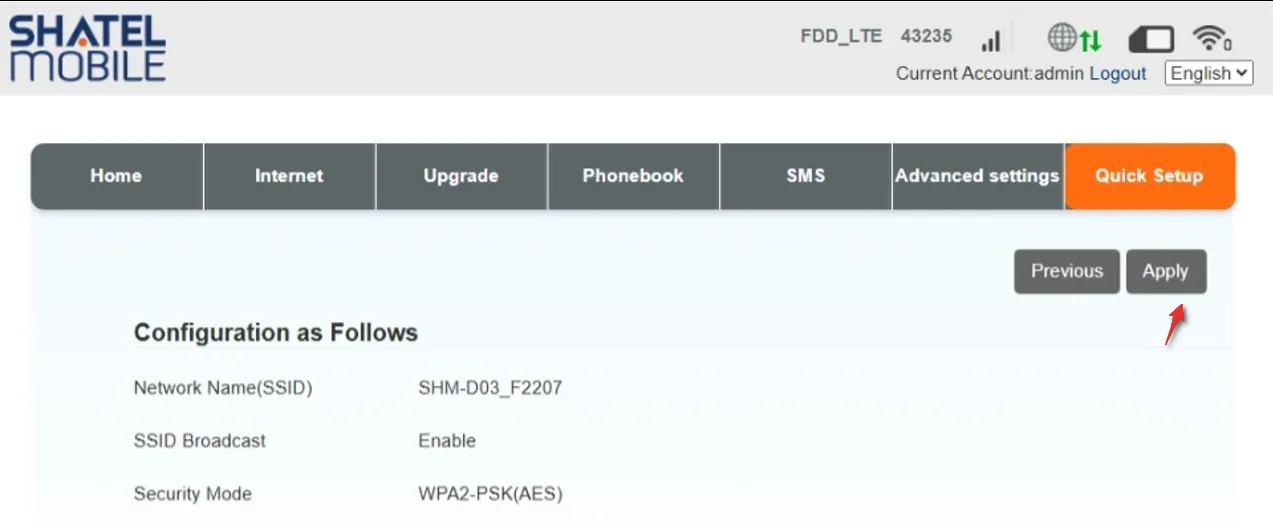 SHATEL
MOBILE
FDD_LTE 43235 0
Current Account:admin Logout English
Home Internet Upgrade Phonebook SMS Advanced settings Quick Setup
Previous Apply
Configuration as Follows
Network Name(SSID) SHM-D03_F2207
SSID Broadcast Enable
Security Mode WPA2-PSK(AES)